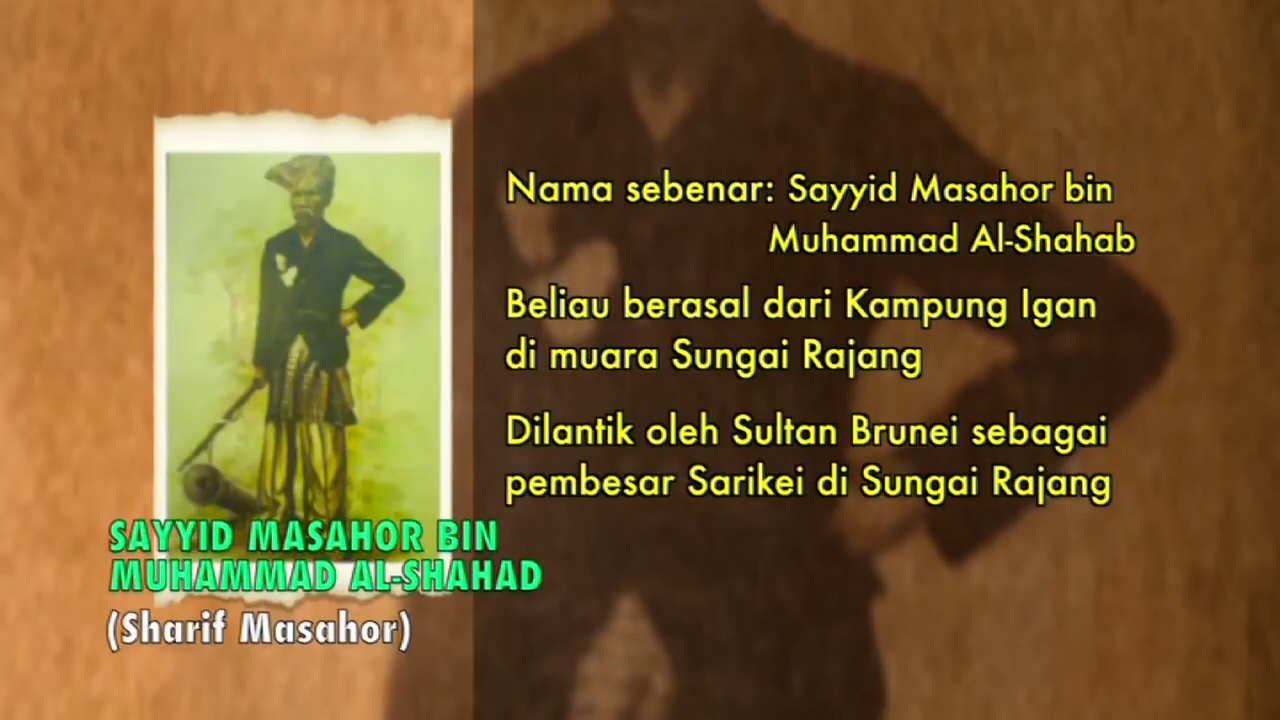 Nama sebenar: Sayyid Masahor bin
Muhammad Al-Shahab
Beliau berasal dari Kampung Igan
di muara Sungai Rajang
Dilantik oleh Sultan Brunei sebagai
pembesar Sarikei di Sungai Rajang
SAYYID MASAHOR BIN
MUHAMMAD AL-SHAHAD
(Sharif Masahor)